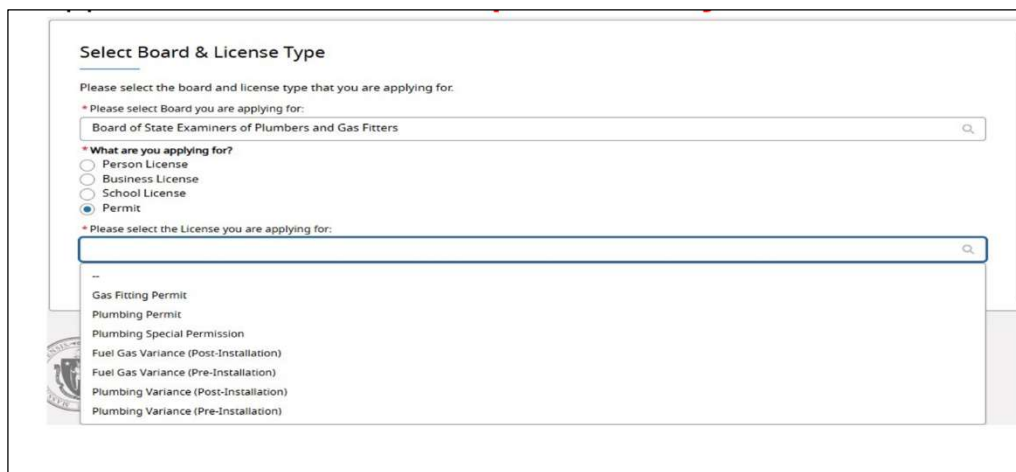 Select Board & License Type
Please select the board and license type that you are applying for.
* Please select Board you are applying for:
Board of State Examiners of Plumbers and Gas Fitters
* What are you applying for?
Person License
Business License
School License
Permit
* Please select the License you are applying for:
--
Gas Fitting Permit
Plumbing Permit
Plumbing Special Permission
Fuel Gas Variance (Post-Installation)
Fuel Gas Variance (Pre-Installation)
Plumbing Variance (Post-Installation)
Plumbing Variance (Pre-Installation)